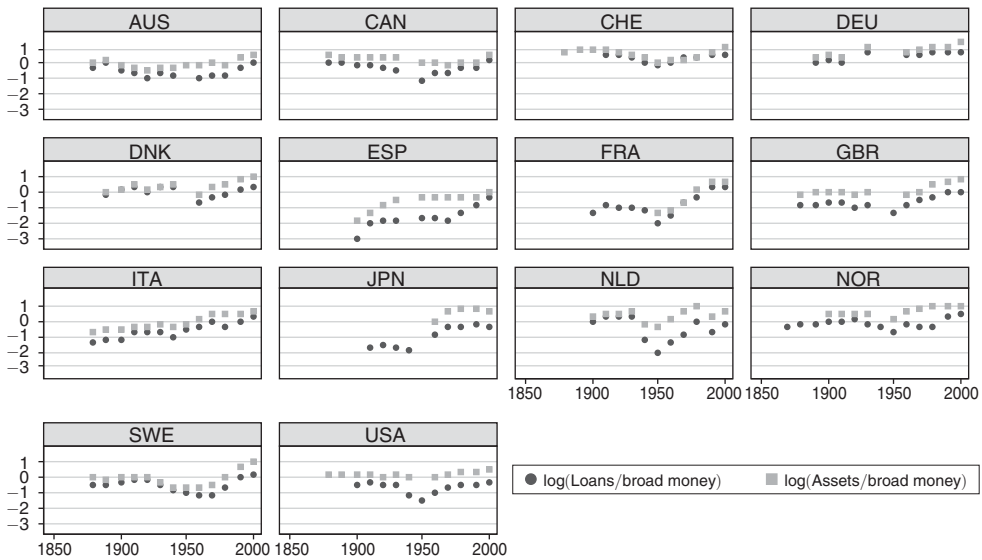 AUS CAN CHE DEU
1
0
−1
−2
−3
DNK ESP FRA GBR
1
0
−1
−2
−3
ITA JPN NLD NOR
1
0
−1
−2
−3
1850 1900 1950 2000 1850 1900 1950 2000
SWE USA
1
0
−1
−2
−3
log(Loans/broad money) log(Assets/broad money)
1850 1900 1950 2000 1850 1900 1950 2000